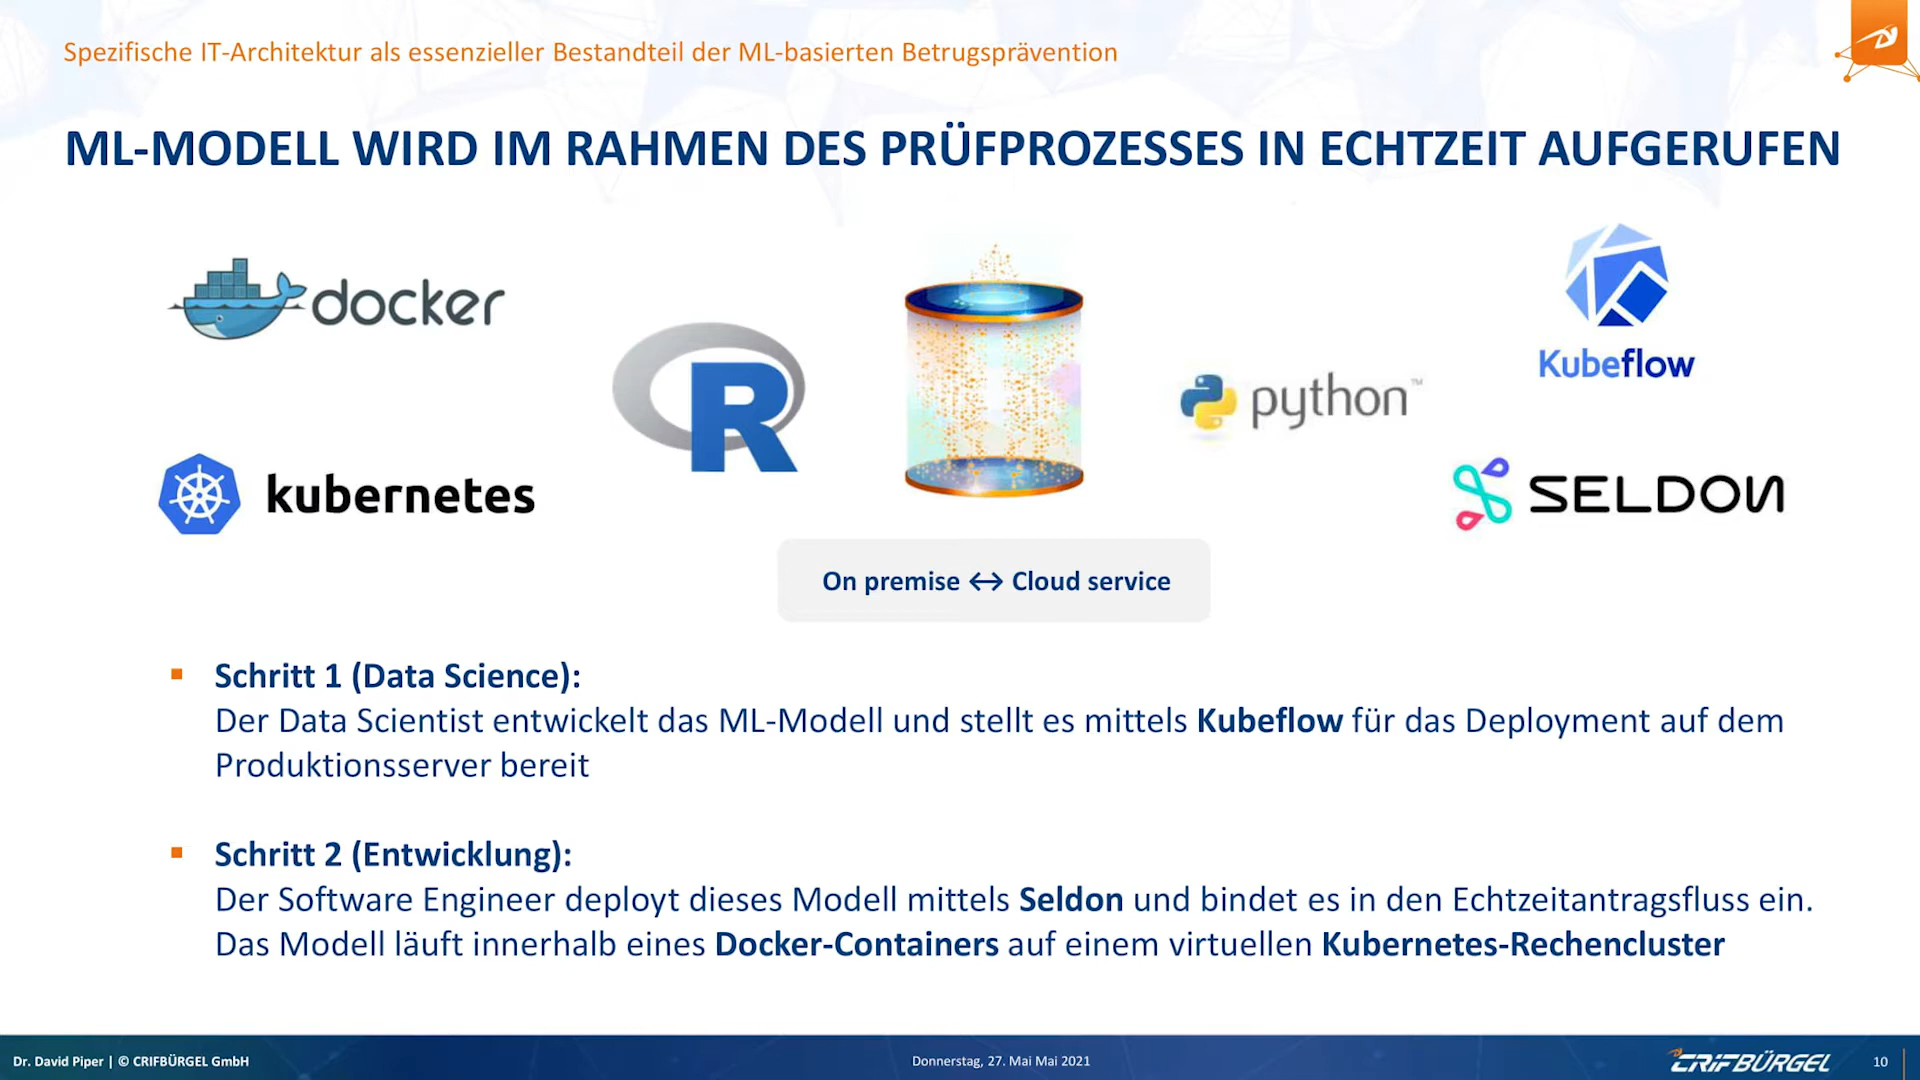 Spezifische IT-Architektur als essenzieller Bestandteil der ML-basierten Betrugsprävention
ML-MODELL WIRD IM RAHMEN DES PRÜFPROZESSES IN ECHTZEIT AUFGERUFEN
docker
R
python™
Kubeflow
kubernetes
SELDON
On premise ↔ Cloud service
▪ Schritt 1 (Data Science):
Der Data Scientist entwickelt das ML-Modell und stellt es mittels Kubeflow für das Deployment auf dem
Produktionsserver bereit
▪ Schritt 2 (Entwicklung):
Der Software Engineer deployt dieses Modell mittels Seldon und bindet es in den Echtzeitantragsfluss ein.
Das Modell läuft innerhalb eines Docker-Containers auf einem virtuellen Kubernetes-Rechencluster
Dr. David Piper | © CRIFBÜRGEL GmbH
Donnerstag, 27. Mai Mai 2021
CRIFBÜRGEL
10